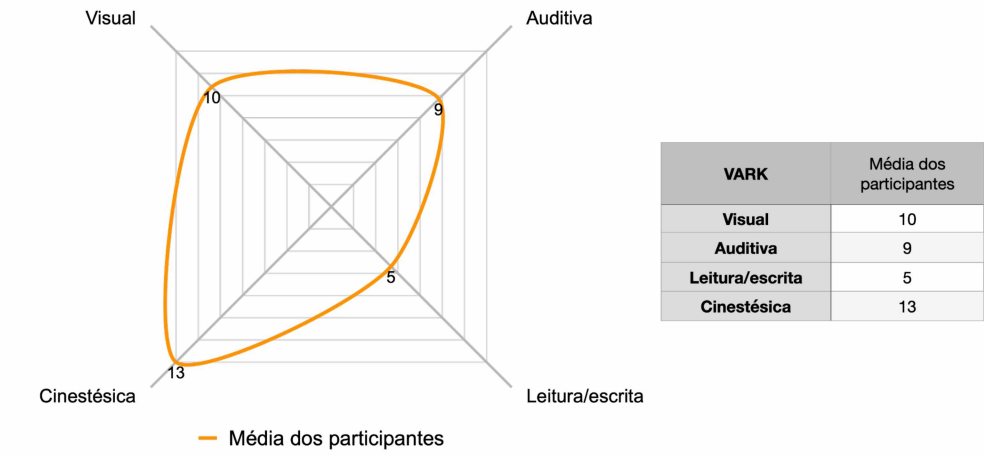 Visual
Auditiva
10
9
5
13
Cinestésica
Leitura/escrita
Média dos participantes
VARK
Média dos
participantes
Visual
10
Auditiva
9
Leitura/escrita
5
Cinestésica
13